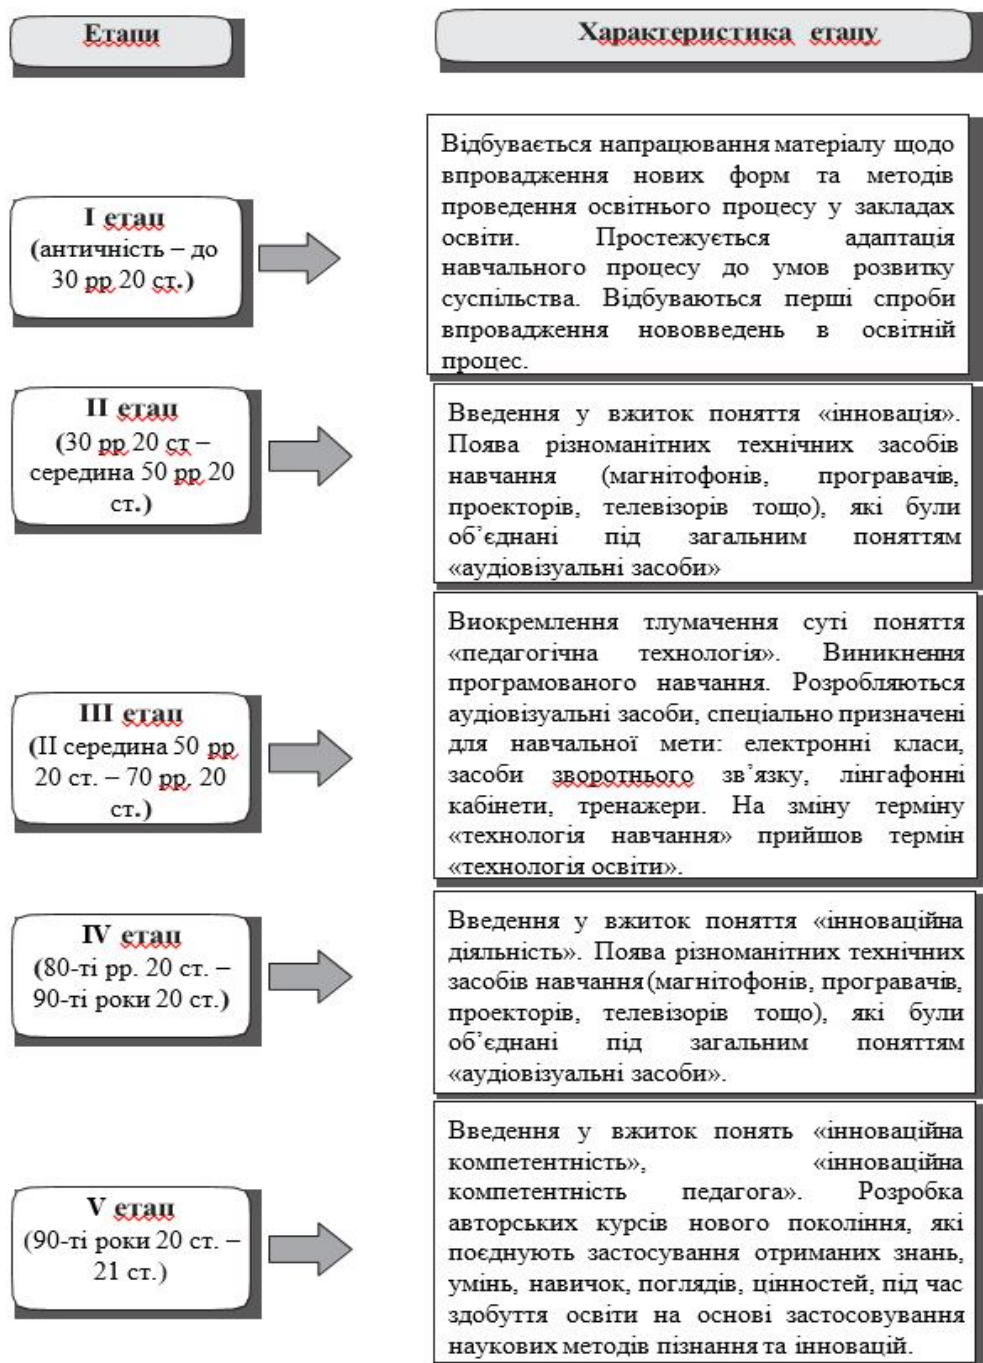 Етапи
Характеристика етапу
I етап
(античність – до
30 рр 20 ст.)
Відбувається напрацювання матеріалу щодо
впровадження нових форм та методів
проведення освітнього процесу у закладах
освіти. Простежується адаптація
навчального процесу до умов розвитку
суспільства. Відбуваються перші спроби
впровадження нововведень в освітній
процес.
II етап
(30 рр 20 ст –
середина 50 рр 20
ст.)
Введення у вжиток поняття «інновація».
Поява різноманітних технічних засобів
навчання (магнітофонів, програвачів,
проекторів, телевізорів тощо), які були
об’єднані під загальним поняттям
«аудіовізуальні засоби»
III етап
(II середина 50 рр
20 ст. – 70 рр. 20
ст.)
Виокремлення тлумачення суті поняття
«педагогічна технологія». Виникнення
програмованого навчання. Розробляються
аудіовізуальні засоби, спеціально призначені
для навчальної мети: електронні класи,
засоби зворотнього зв’язку, лінгафонні
кабінети, тренажери. На зміну терміну
«технологія навчання» прийшов термін
«технологія освіти».
IV етап
(80-ті рр. 20 ст. –
90-ті роки 20 ст.)
Введення у вжиток поняття «інноваційна
діяльність». Поява різноманітних технічних
засобів навчання (магнітофонів, програвачів,
проекторів, телевізорів тощо), які були
об’єднані під загальним поняттям
«аудіовізуальні засоби».
V етап
(90-ті роки 20 ст. –
21 ст.)
Введення у вжиток понять «інноваційна
компетентність», «інноваційна
компетентність педагога». Розробка
авторських курсів нового покоління, які
поєднують застосування отриманих знань,
умінь, навичок, поглядів, цінностей, під час
здобуття освіти на основі застосовування
наукових методів пізнання та інновацій.